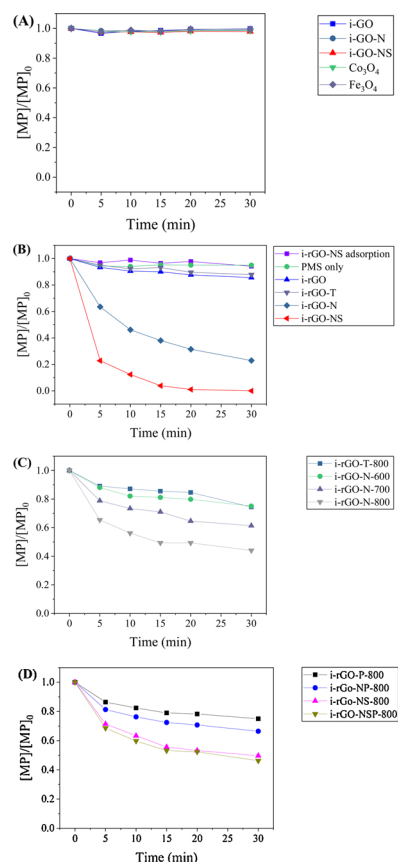 (A)
i-GO
i-GO-N
i-GO-NS
Co₃O₄
Fe₃O₄
[MP]/[MP]₀
1.0
0.8
0.6
0.4
0.2
0.0
0 5 10 15 20 25 30
Time (min)
(B)
i-rGO-NS adsorption
PMS only
i-rGO
i-rGO-T
i-rGO-N
i-rGO-NS
[MP]/[MP]₀
1.0
0.8
0.6
0.4
0.2
0.0
0 5 10 15 20 25 30
Time (min)
(C)
i-rGO-T-800
i-rGO-N-600
i-rGO-N-700
i-rGO-N-800
[MP]/[MP]₀
1.0
0.8
0.6
0.4
0.2
0.0
0 5 10 15 20 25 30
Time (min)
(D)
i-rGO-P-800
i-rGo-NP-800
i-rGo-NS-800
i-rGO-NSP-800
[MP]/[MP]₀
1.0
0.8
0.6
0.4
0.2
0.0
0 5 10 15 20 25 30
Time (min)